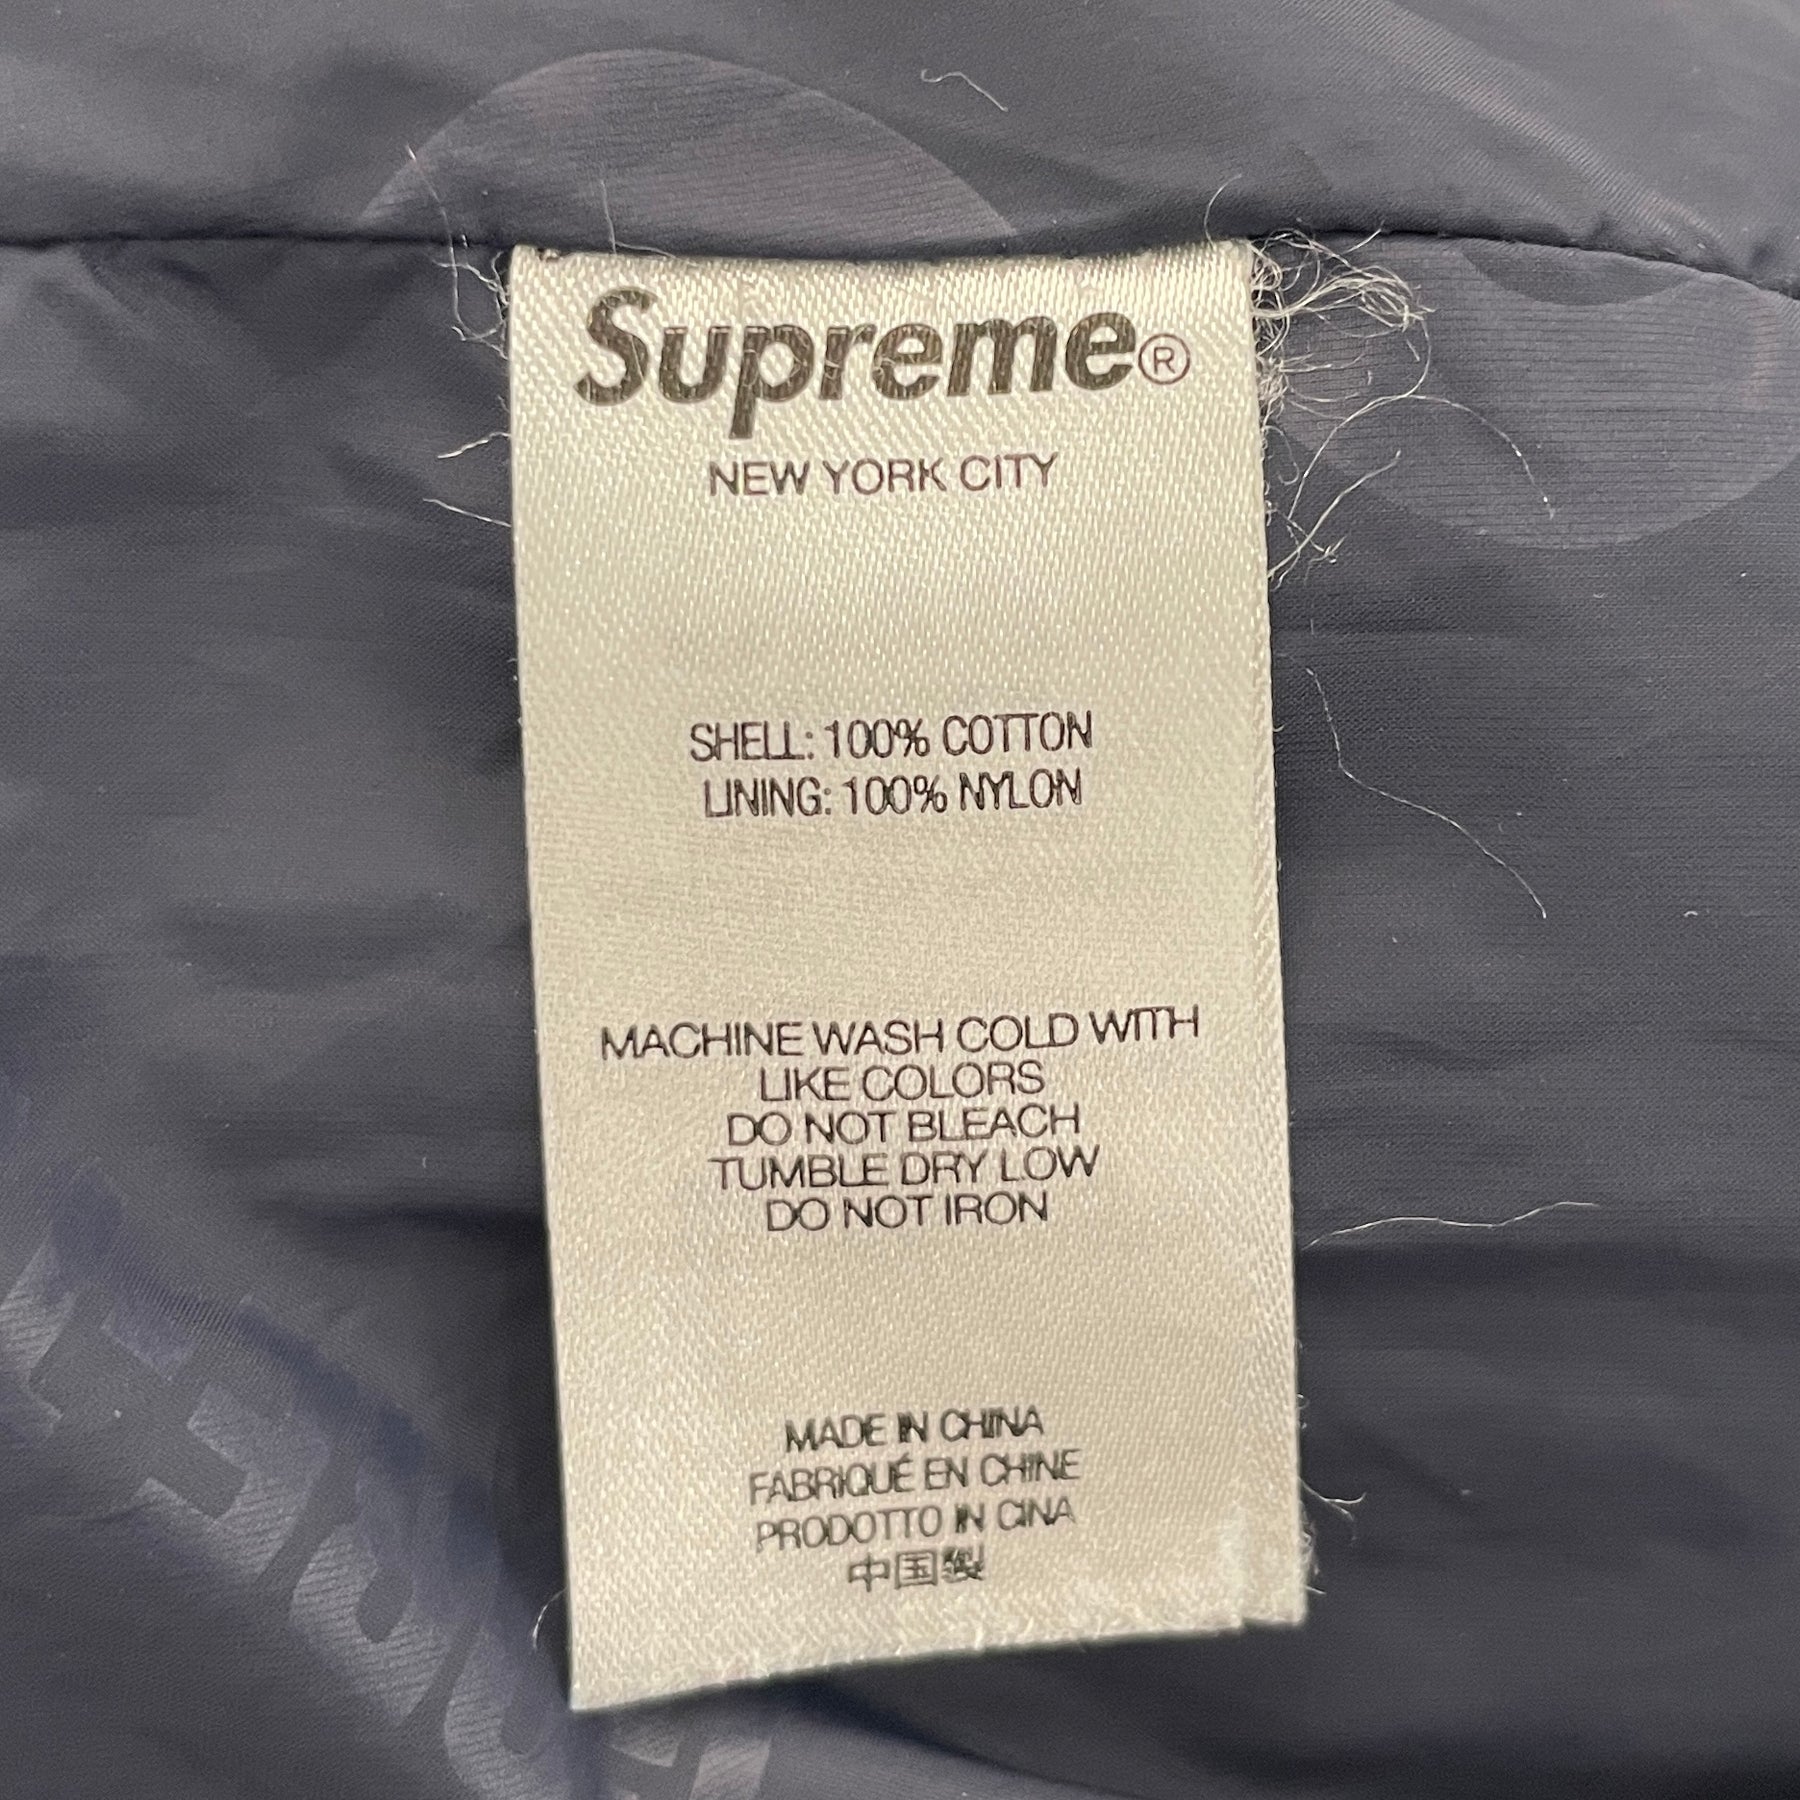 Supreme®
NEW YORK CITY
SHELL: 100% COTTON
LINING: 100% NYLON
MACHINE WASH COLD WITH
LIKE COLORS
DO NOT BLEACH
TUMBLE DRY LOW
DO NOT IRON
MADE IN CHINA
FABRIQUÉ EN CHINE
PRODOTTO IN CINA
中国製